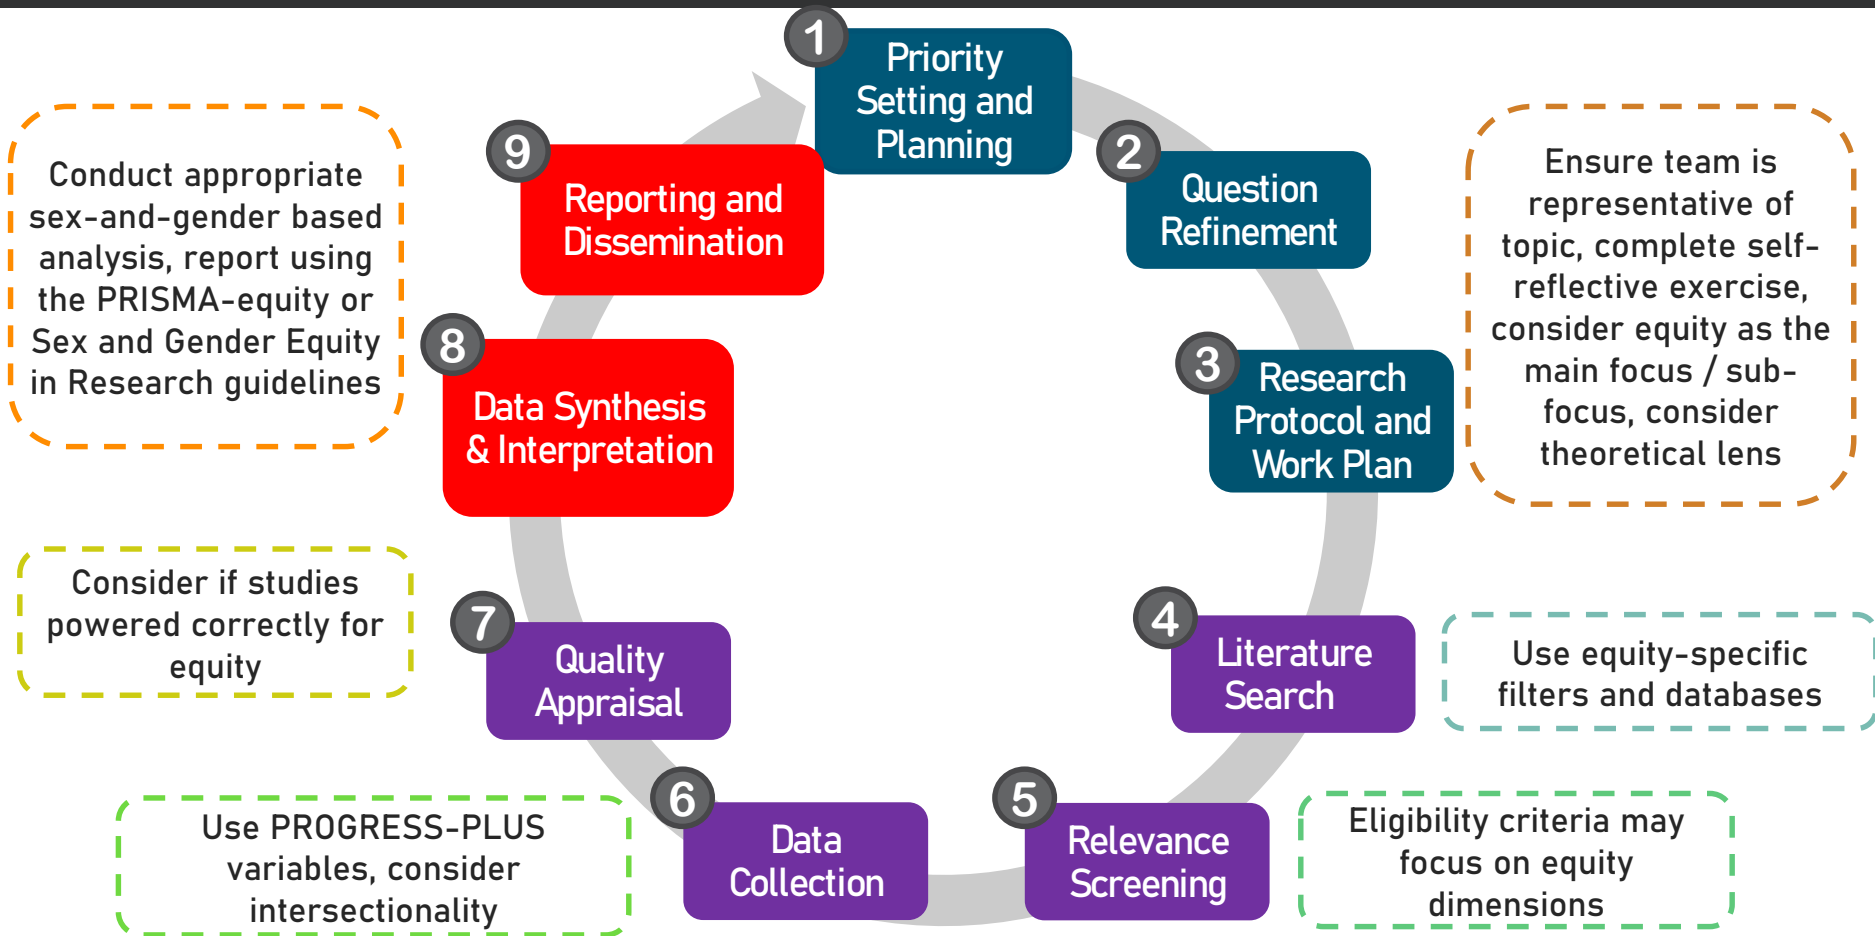 1
Priority
Setting and
Planning
2
Question
Refinement
3
Research
Protocol and
Work Plan
Ensure team is
representative of
topic, complete self-
reflective exercise,
consider equity as the
main focus / sub-
focus, consider
theoretical lens
4
Literature
Search
Use equity-specific
filters and databases
5
Relevance
Screening
Eligibility criteria may
focus on equity
dimensions
6
Data
Collection
Use PROGRESS-PLUS
variables, consider
intersectionality
7
Quality
Appraisal
Consider if studies
powered correctly for
equity
8
Data Synthesis
& Interpretation
9
Reporting and
Dissemination
Conduct appropriate
sex-and-gender based
analysis, report using
the PRISMA-equity or
Sex and Gender Equity
in Research guidelines